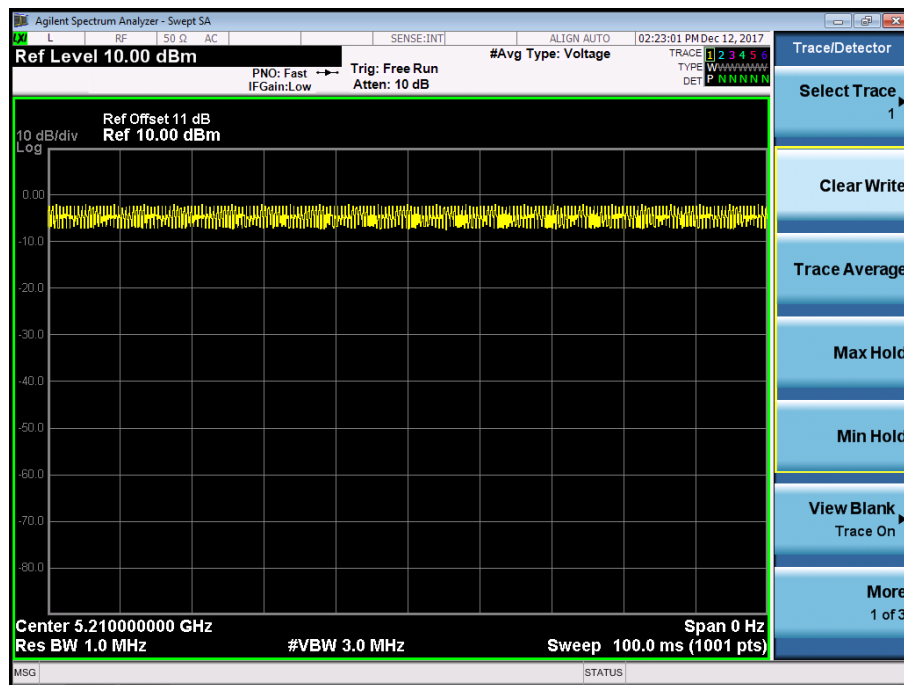 Agilent Spectrum Analyzer - Swept SA
LXI L RF 50 Ω AC SENSE:INT ALIGN AUTO 02:23:01 PM Dec 12, 2017
Ref Level 10.00 dBm
PNO: Fast
IFGain:Low
Trig: Free Run
Atten: 10 dB
#Avg Type: Voltage
TRACE 1 2 3 4 5 6
TYPE WWWWWW
DET P N N N N N
Ref Offset 11 dB
10 dB/div Ref 10.00 dBm
Log
0.00
-10.0
-20.0
-30.0
-40.0
-50.0
-60.0
-70.0
-80.0
Center 5.210000000 GHz Span 0 Hz
Res BW 1.0 MHz #VBW 3.0 MHz Sweep 100.0 ms (1001 pts)
MSG STATUS
Trace/Detector
Select Trace
1
Clear Write
Trace Average
Max Hold
Min Hold
View Blank
Trace On
More
1 of 3